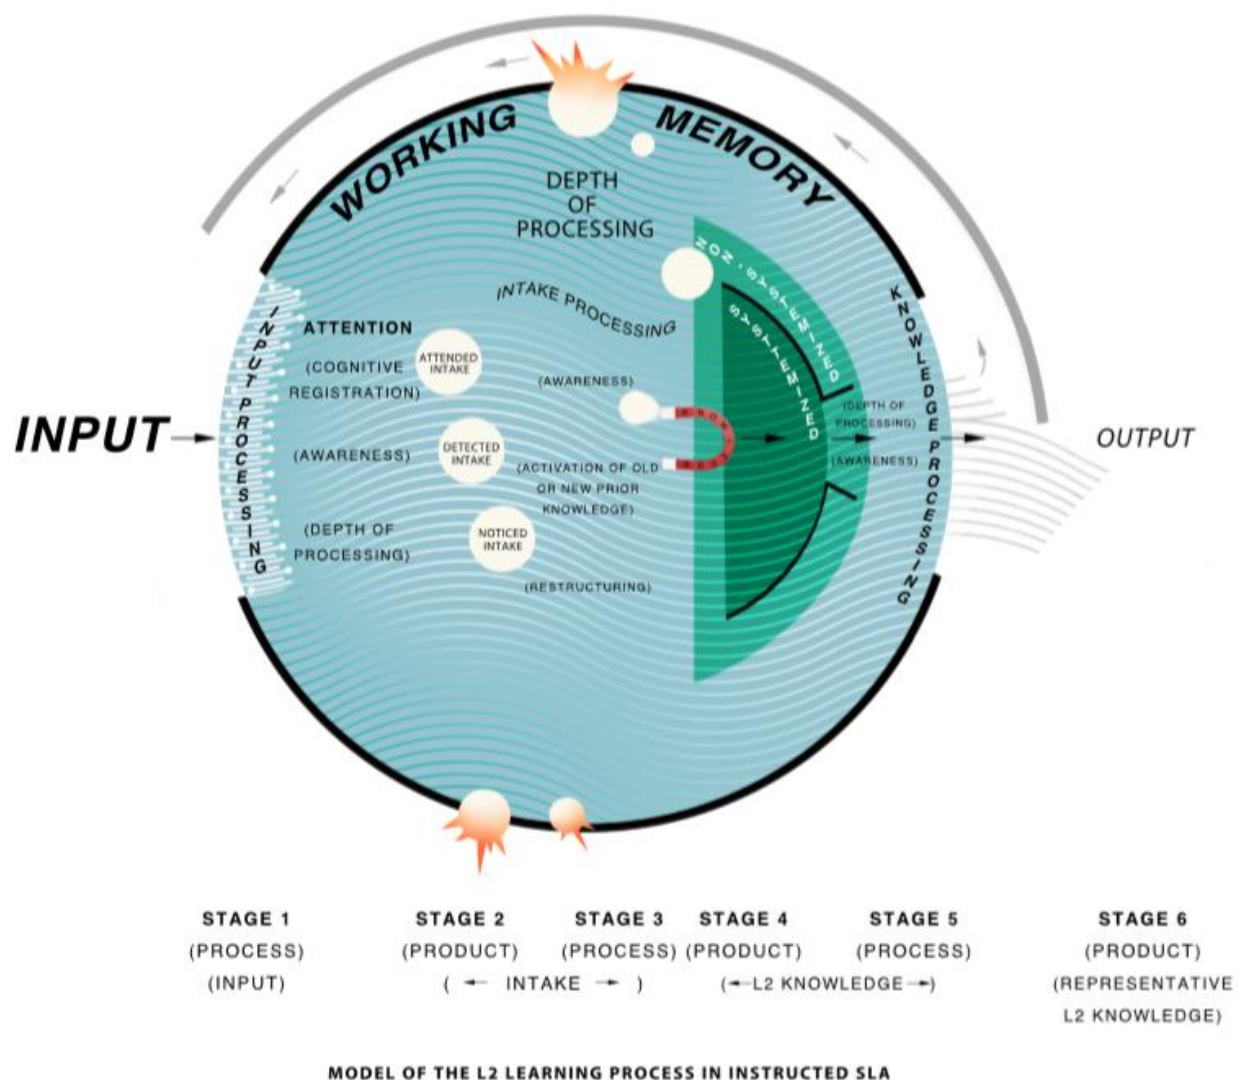 WORKING MEMORY
DEPTH
OF
PROCESSING
NON-SYSTEMIZED
SYSTTEMIZED
INTAKE PROCESSING
KNOWLEDGE PROCESSING
INPUT PROCESSING
ATTENTION
(COGNITIVE
REGISTRATION)
ATTENDED
INTAKE
(AWARENESS)
(DEPTH OF
PROCESSING)
(AWARENESS)
INPUT
OUTPUT
(AWARENESS)
DETECTED
INTAKE
(ACTIVATION OF OLD
OR NEW PRIOR
KNOWLEDGE)
(DEPTH OF
PROCESSING)
NOTICED
INTAKE
(RESTRUCTURING)
STAGE 1
(PROCESS)
(INPUT)
STAGE 2
(PRODUCT)
STAGE 3
(PROCESS)
( ← INTAKE → )
STAGE 4
(PRODUCT)
STAGE 5
(PROCESS)
(←L2 KNOWLEDGE→)
STAGE 6
(PRODUCT)
(REPRESENTATIVE
L2 KNOWLEDGE)
MODEL OF THE L2 LEARNING PROCESS IN INSTRUCTED SLA